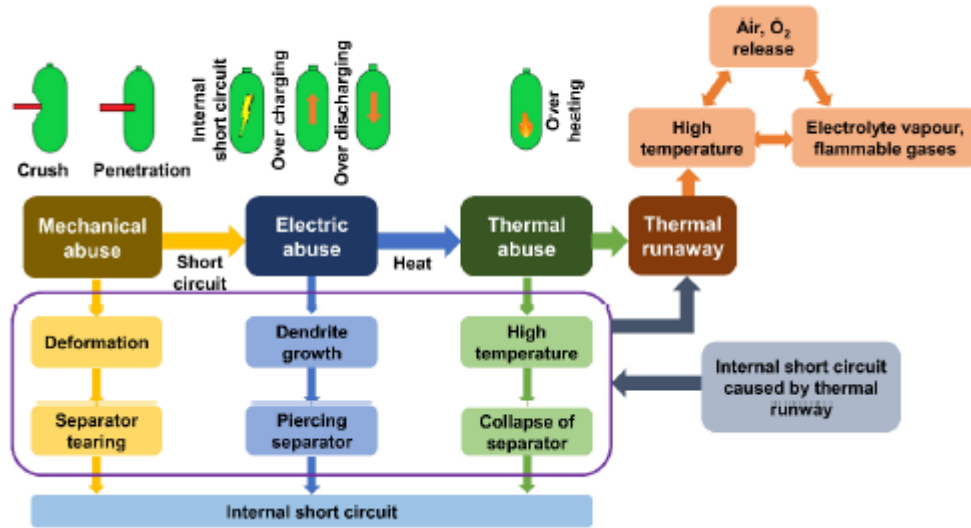 Air, O2
release
Internal
short circuit
Over charging
Over discharging
Over
heating
High
temperature
Electrolyte vapour,
flammable gases
Crush
Penetration
Mechanical
abuse
Short
circuit
Electric
abuse
Heat
Thermal
abuse
Thermal
runaway
Deformation
Dendrite
growth
High
temperature
Internal short circuit
caused by thermal
runway
Separator
tearing
Piercing
separator
Collapse of
separator
Internal short circuit